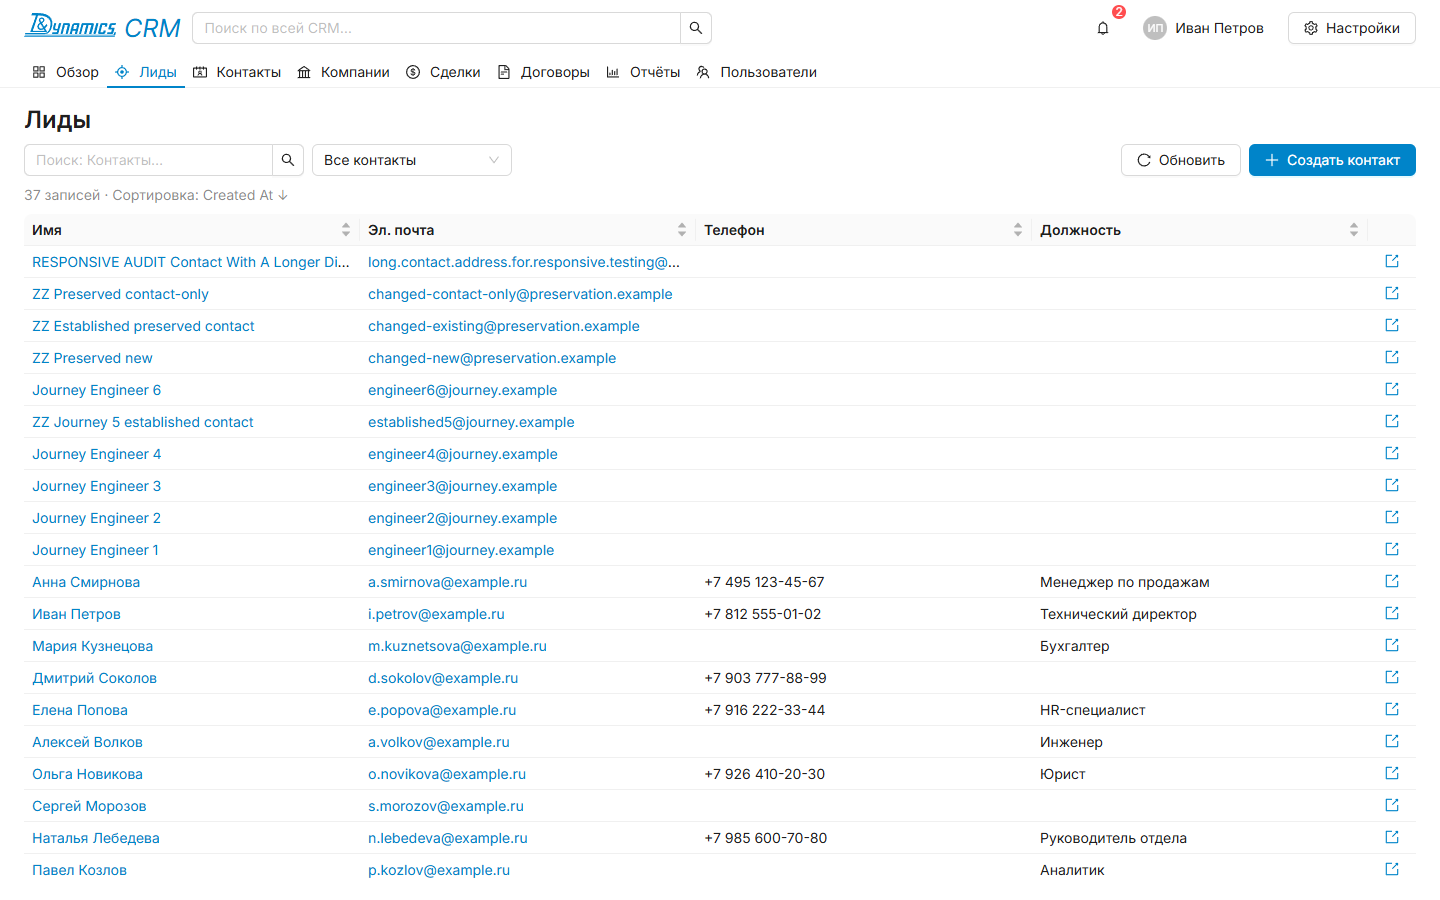 Dynamics CRM
Поиск по всей CRM...
2
ИП Иван Петров
Настройки
Обзор Лиды Контакты Компании Сделки Договоры Отчёты Пользователи
Лиды
Поиск: Контакты...
Все контакты
Обновить
Создать контакт
37 записей · Сортировка: Created At ↓
Имя Эл. почта Телефон Должность
RESPONSIVE AUDIT Contact With A Longer Di... long.contact.address.for.responsive.testing@...
ZZ Preserved contact-only changed-contact-only@preservation.example
ZZ Established preserved contact changed-existing@preservation.example
ZZ Preserved new changed-new@preservation.example
Journey Engineer 6 engineer6@journey.example
ZZ Journey 5 established contact established5@journey.example
Journey Engineer 4 engineer4@journey.example
Journey Engineer 3 engineer3@journey.example
Journey Engineer 2 engineer2@journey.example
Journey Engineer 1 engineer1@journey.example
Анна Смирнова a.smirnova@example.ru +7 495 123-45-67 Менеджер по продажам
Иван Петров i.petrov@example.ru +7 812 555-01-02 Технический директор
Мария Кузнецова m.kuznetsova@example.ru Бухгалтер
Дмитрий Соколов d.sokolov@example.ru +7 903 777-88-99
Елена Попова e.popova@example.ru +7 916 222-33-44 HR-специалист
Алексей Волков a.volkov@example.ru Инженер
Ольга Новикова o.novikova@example.ru +7 926 410-20-30 Юрист
Сергей Морозов s.morozov@example.ru
Наталья Лебедева n.lebedeva@example.ru +7 985 600-70-80 Руководитель отдела
Павел Козлов p.kozlov@example.ru Аналитик